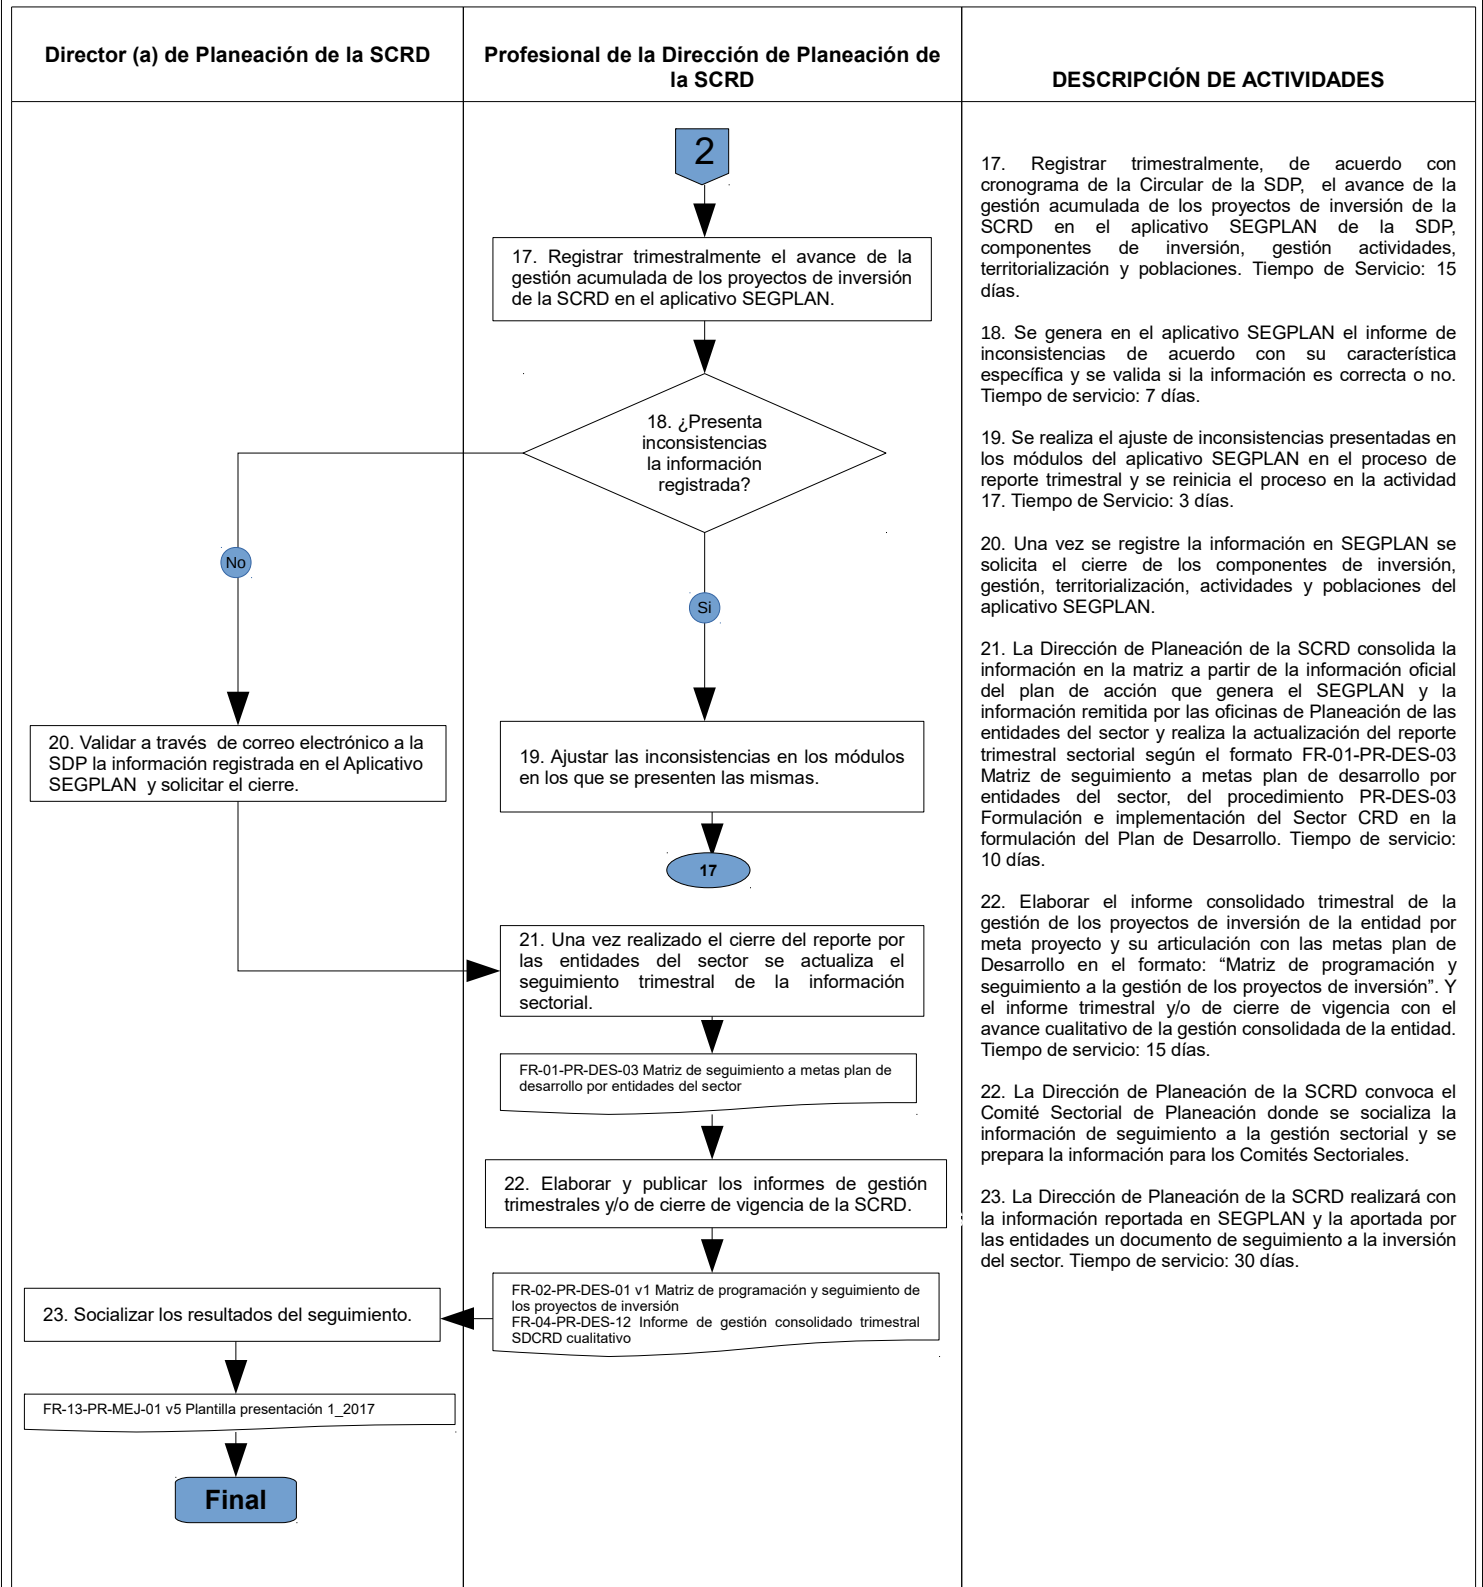 Director (a) de Planeación de la SCRD
Profesional de la Dirección de Planeación de
la SCRD
DESCRIPCIÓN DE ACTIVIDADES
2
17. Registrar trimestralmente el avance de la
gestión acumulada de los proyectos de inversión
de la SCRD en el aplicativo SEGPLAN.
18. ¿Presenta
inconsistencias
la información
registrada?
No
Si
20. Validar a través de correo electrónico a la
SDP la información registrada en el Aplicativo
SEGPLAN y solicitar el cierre.
19. Ajustar las inconsistencias en los módulos
en los que se presenten las mismas.
17
21. Una vez realizado el cierre del reporte por
las entidades del sector se actualiza el
seguimiento trimestral de la información
sectorial.
FR-01-PR-DES-03 Matriz de seguimiento a metas plan de
desarrollo por entidades del sector
22. Elaborar y publicar los informes de gestión
trimestrales y/o de cierre de vigencia de la SCRD.
FR-02-PR-DES-01 v1 Matriz de programación y seguimiento de
los proyectos de inversión
FR-04-PR-DES-12 Informe de gestión consolidado trimestral
SDCRD cualitativo
23. Socializar los resultados del seguimiento.
FR-13-PR-MEJ-01 v5 Plantilla presentación 1_2017
Final
17. Registrar trimestralmente, de acuerdo con
cronograma de la Circular de la SDP, el avance de la
gestión acumulada de los proyectos de inversión de la
SCRD en el aplicativo SEGPLAN de la SDP,
componentes de inversión, gestión actividades,
territorialización y poblaciones. Tiempo de Servicio: 15
días.
18. Se genera en el aplicativo SEGPLAN el informe de
inconsistencias de acuerdo con su característica
específica y se valida si la información es correcta o no.
Tiempo de servicio: 7 días.
19. Se realiza el ajuste de inconsistencias presentadas en
los módulos del aplicativo SEGPLAN en el proceso de
reporte trimestral y se reinicia el proceso en la actividad
17. Tiempo de Servicio: 3 días.
20. Una vez se registre la información en SEGPLAN se
solicita el cierre de los componentes de inversión,
gestión, territorialización, actividades y poblaciones del
aplicativo SEGPLAN.
21. La Dirección de Planeación de la SCRD consolida la
información en la matriz a partir de la información oficial
del plan de acción que genera el SEGPLAN y la
información remitida por las oficinas de Planeación de las
entidades del sector y realiza la actualización del reporte
trimestral sectorial según el formato FR-01-PR-DES-03
Matriz de seguimiento a metas plan de desarrollo por
entidades del sector, del procedimiento PR-DES-03
Formulación e implementación del Sector CRD en la
formulación del Plan de Desarrollo. Tiempo de servicio:
10 días.
22. Elaborar el informe consolidado trimestral de la
gestión de los proyectos de inversión de la entidad por
meta proyecto y su articulación con las metas plan de
Desarrollo en el formato: “Matriz de programación y
seguimiento a la gestión de los proyectos de inversión”. Y
el informe trimestral y/o de cierre de vigencia con el
avance cualitativo de la gestión consolidada de la entidad.
Tiempo de servicio: 15 días.
22. La Dirección de Planeación de la SCRD convoca el
Comité Sectorial de Planeación donde se socializa la
información de seguimiento a la gestión sectorial y se
prepara la información para los Comités Sectoriales.
23. La Dirección de Planeación de la SCRD realizará con
la información reportada en SEGPLAN y la aportada por
las entidades un documento de seguimiento a la inversión
del sector. Tiempo de servicio: 30 días.